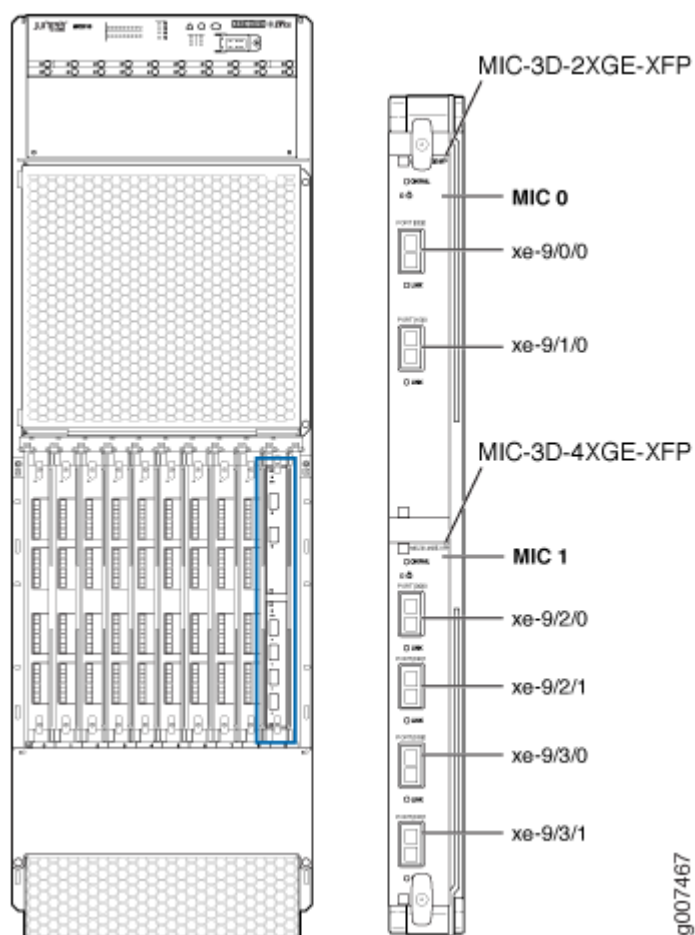 MIC-3D-2XGE-XFP
MIC 0
xe-9/0/0
xe-9/1/0
MIC-3D-4XGE-XFP
MIC 1
xe-9/2/0
xe-9/2/1
xe-9/3/0
xe-9/3/1
g007467